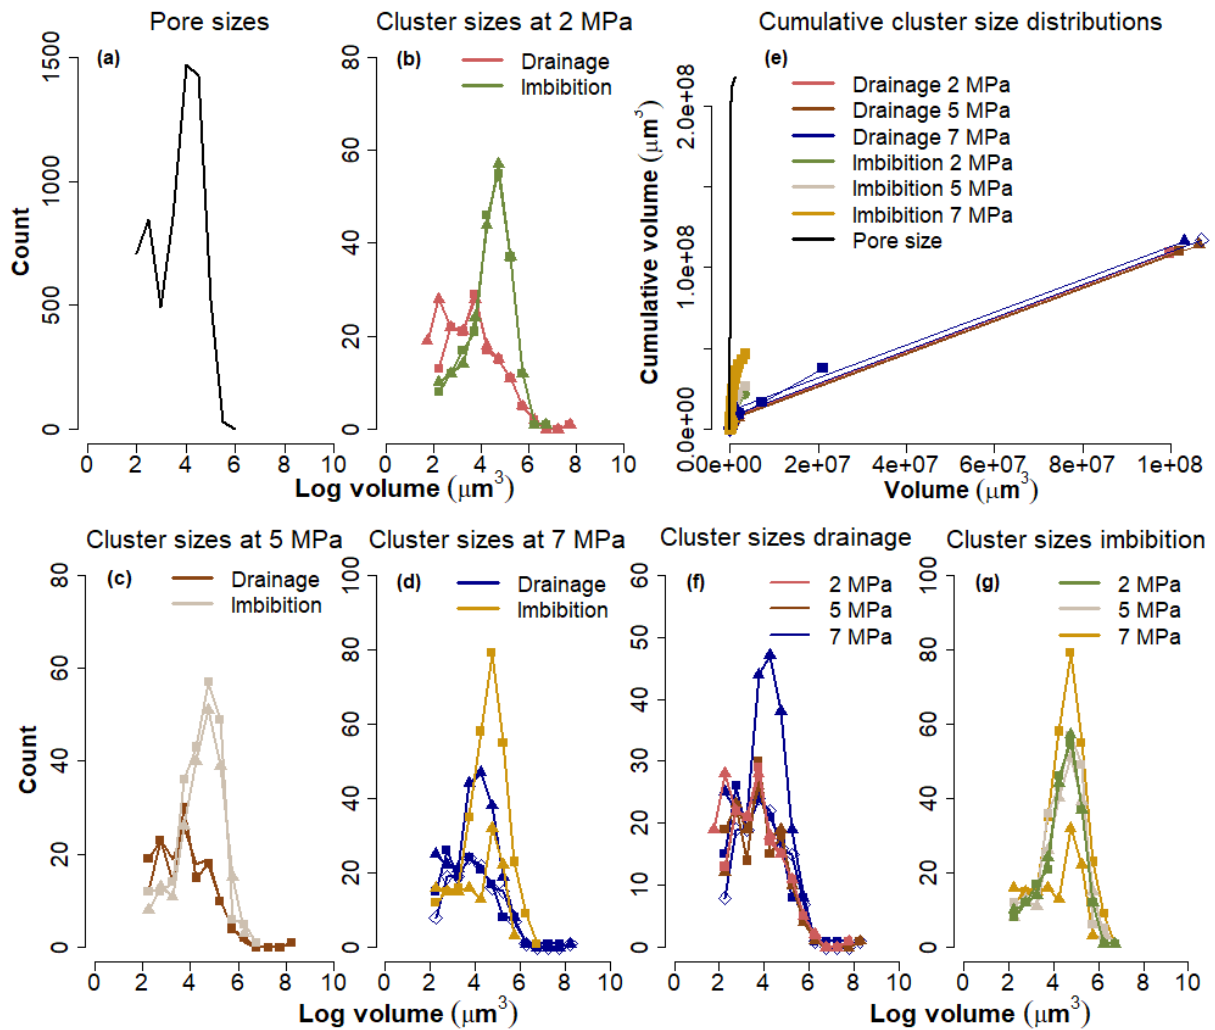 Pore sizes
(a)
Count
1500
1000
500
0
0 2 4 6 8 10
Cluster sizes at 2 MPa
(b)
Drainage
Imbibition
80
60
40
20
0
0 2 4 6 8 10
Log volume (μm³)
Cumulative cluster size distributions
(e)
Drainage 2 MPa
Drainage 5 MPa
Drainage 7 MPa
Imbibition 2 MPa
Imbibition 5 MPa
Imbibition 7 MPa
Pore size
Cumulative volume (μm³)
2.0e+08
1.0e+08
0.0e+00
0.0e+00 2e+07 4e+07 6e+07 8e+07 1e+08
Volume (μm³)
Cluster sizes at 5 MPa
(c)
Drainage
Imbibition
Count
80
60
40
20
0
0 2 4 6 8 10
Cluster sizes at 7 MPa
(d)
Drainage
Imbibition
100
80
60
40
20
0
0 2 4 6 8 10
Log volume (μm³)
Cluster sizes drainage
(f)
2 MPa
5 MPa
7 MPa
60
50
40
30
20
10
0
0 2 4 6 8 10
Cluster sizes imbibition
(g)
2 MPa
5 MPa
7 MPa
100
80
60
40
20
0
0 2 4 6 8 10
Log volume (μm³)